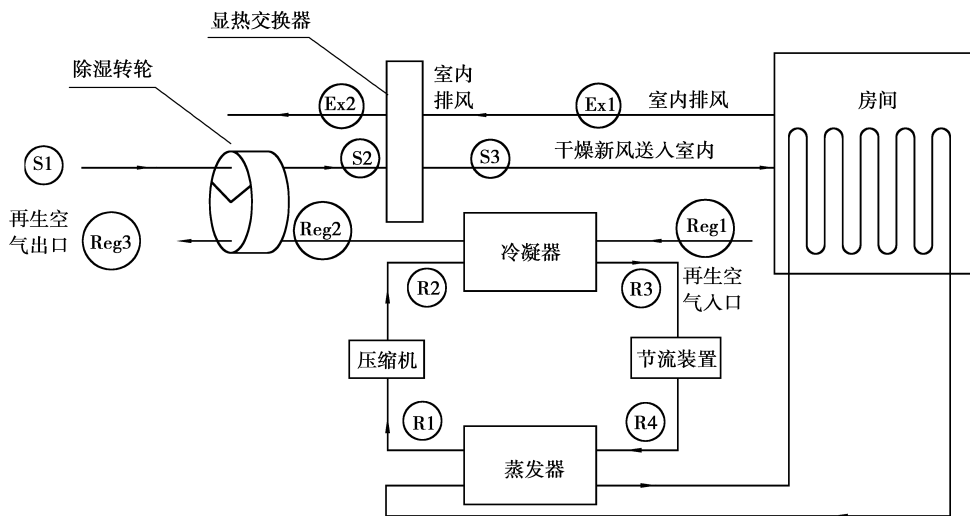 显热交换器
除湿转轮
Ex2
室内
排风
Ex1
室内排风
房间
S1
S2
S3
干燥新风送入室内
再生空
气出口
Reg3
Reg2
冷凝器
Reg1
再生空
气入口
R2
R3
压缩机
节流装置
R1
R4
蒸发器